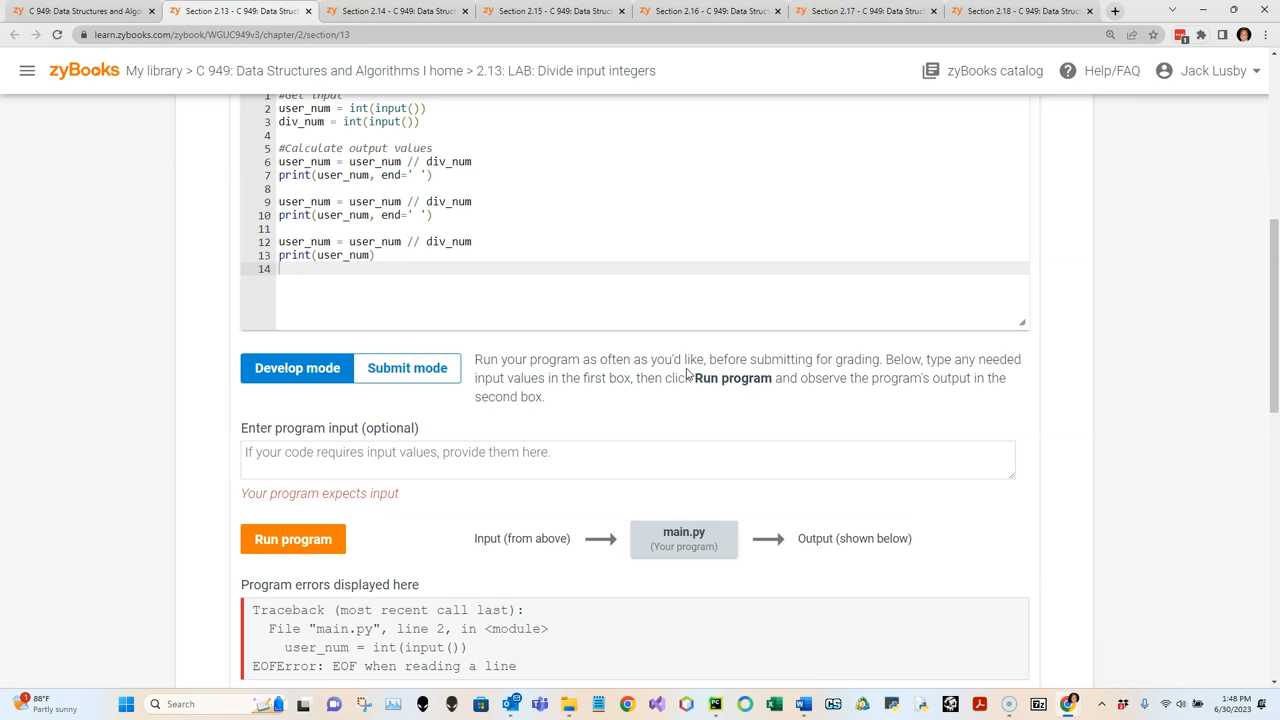 Section 2.13 - C 949: Data Structures and Algor
Section 2.13 - C 949: Data Struc
Section 2.14 - C 949: Data Struc
Section 2.15 - C 949: Data Struc
Section 2.16 - C 949: Data Struc
Section 2.17 - C 949: Data Struc
Section 2.18 - C 949: Data Struc
learn.zybooks.com/zybook/WGUC949v3/chapter/2/section/13
zyBooks My library > C 949: Data Structures and Algorithms I home > 2.13: LAB: Divide input integers
zyBooks catalog
Help/FAQ
Jack Lusby
1 #Get input
2 user_num = int(input())
3 div_num = int(input())
4
5 #Calculate output values
6 user_num = user_num // div_num
7 print(user_num, end=' ')
8
9 user_num = user_num // div_num
10 print(user_num, end=' ')
11
12 user_num = user_num // div_num
13 print(user_num)
14
Develop mode
Submit mode
Run your program as often as you'd like, before submitting for grading. Below, type any needed
input values in the first box, then click Run program and observe the program's output in the
second box.
Enter program input (optional)
If your code requires input values, provide them here.
Your program expects input
Run program
Input (from above)
main.py
(Your program)
Output (shown below)
Program errors displayed here
Traceback (most recent call last):
File "main.py", line 2, in <module>
user_num = int(input())
EOFError: EOF when reading a line
88°F
Partly sunny
Search
1:48 PM
6/30/2023